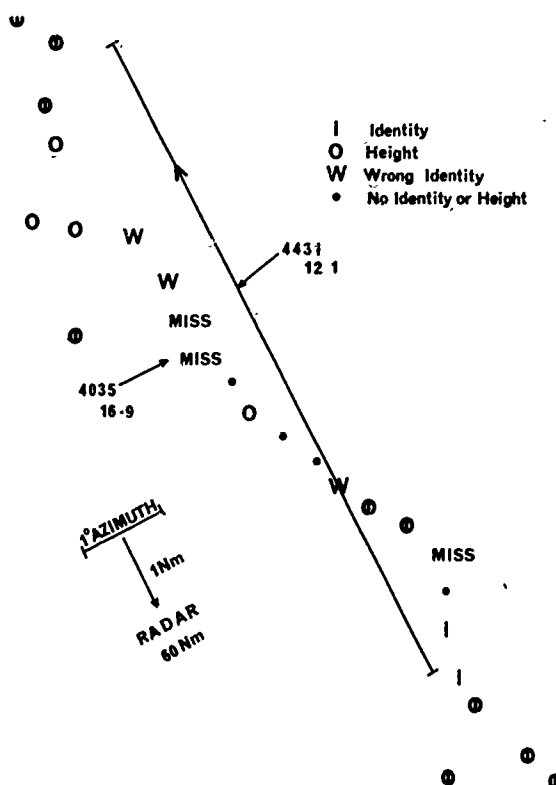 I Identity
O Height
W Wrong Identity
• No Identity or Height
W
O
O O
W
4431
12 1
MISS
MISS
4035
16-9
O
W
1° AZIMUTH
1Nm
RADAR
60Nm
MISS
I
I